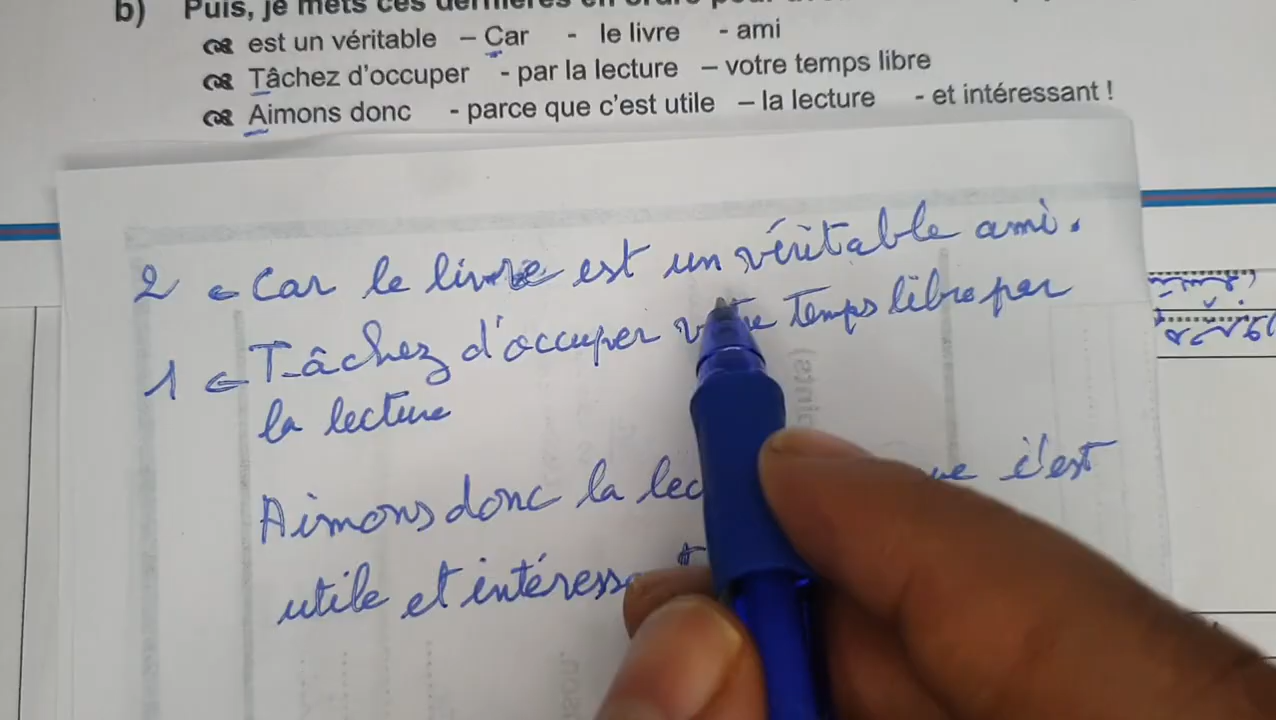 b) Puis, je mets ces dernières en ordre pour
est un véritable – Car - le livre - ami
Tâchez d'occuper - par la lecture – votre temps libre
Aimons donc - parce que c'est utile – la lecture - et intéressant !
2 Car le livre est un véritable ami.
1 Tâchez d'occuper votre temps libre par
la lecture
Aimons donc la c'est
utile et